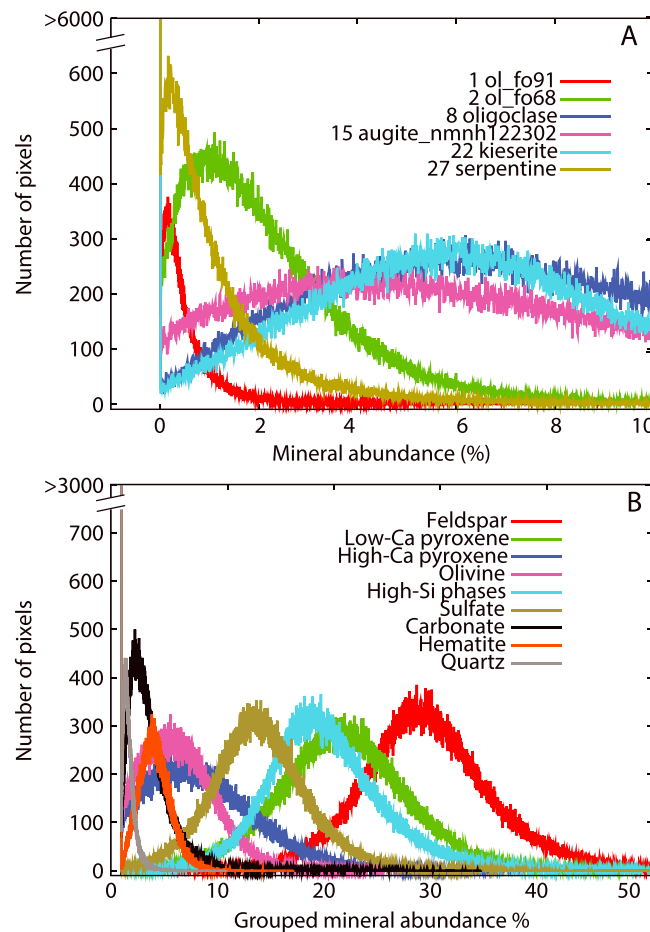 >6000
A
600
500
400
300
200
100
0
Number of pixels
1 ol_fo91
2 ol_fo68
8 oligoclase
15 augite_nmnh122302
22 kieserite
27 serpentine
0 2 4 6 8 10
Mineral abundance (%)
>3000
B
700
600
500
400
300
200
100
0
Number of pixels
Feldspar
Low-Ca pyroxene
High-Ca pyroxene
Olivine
High-Si phases
Sulfate
Carbonate
Hematite
Quartz
0 10 20 30 40 50
Grouped mineral abundance %